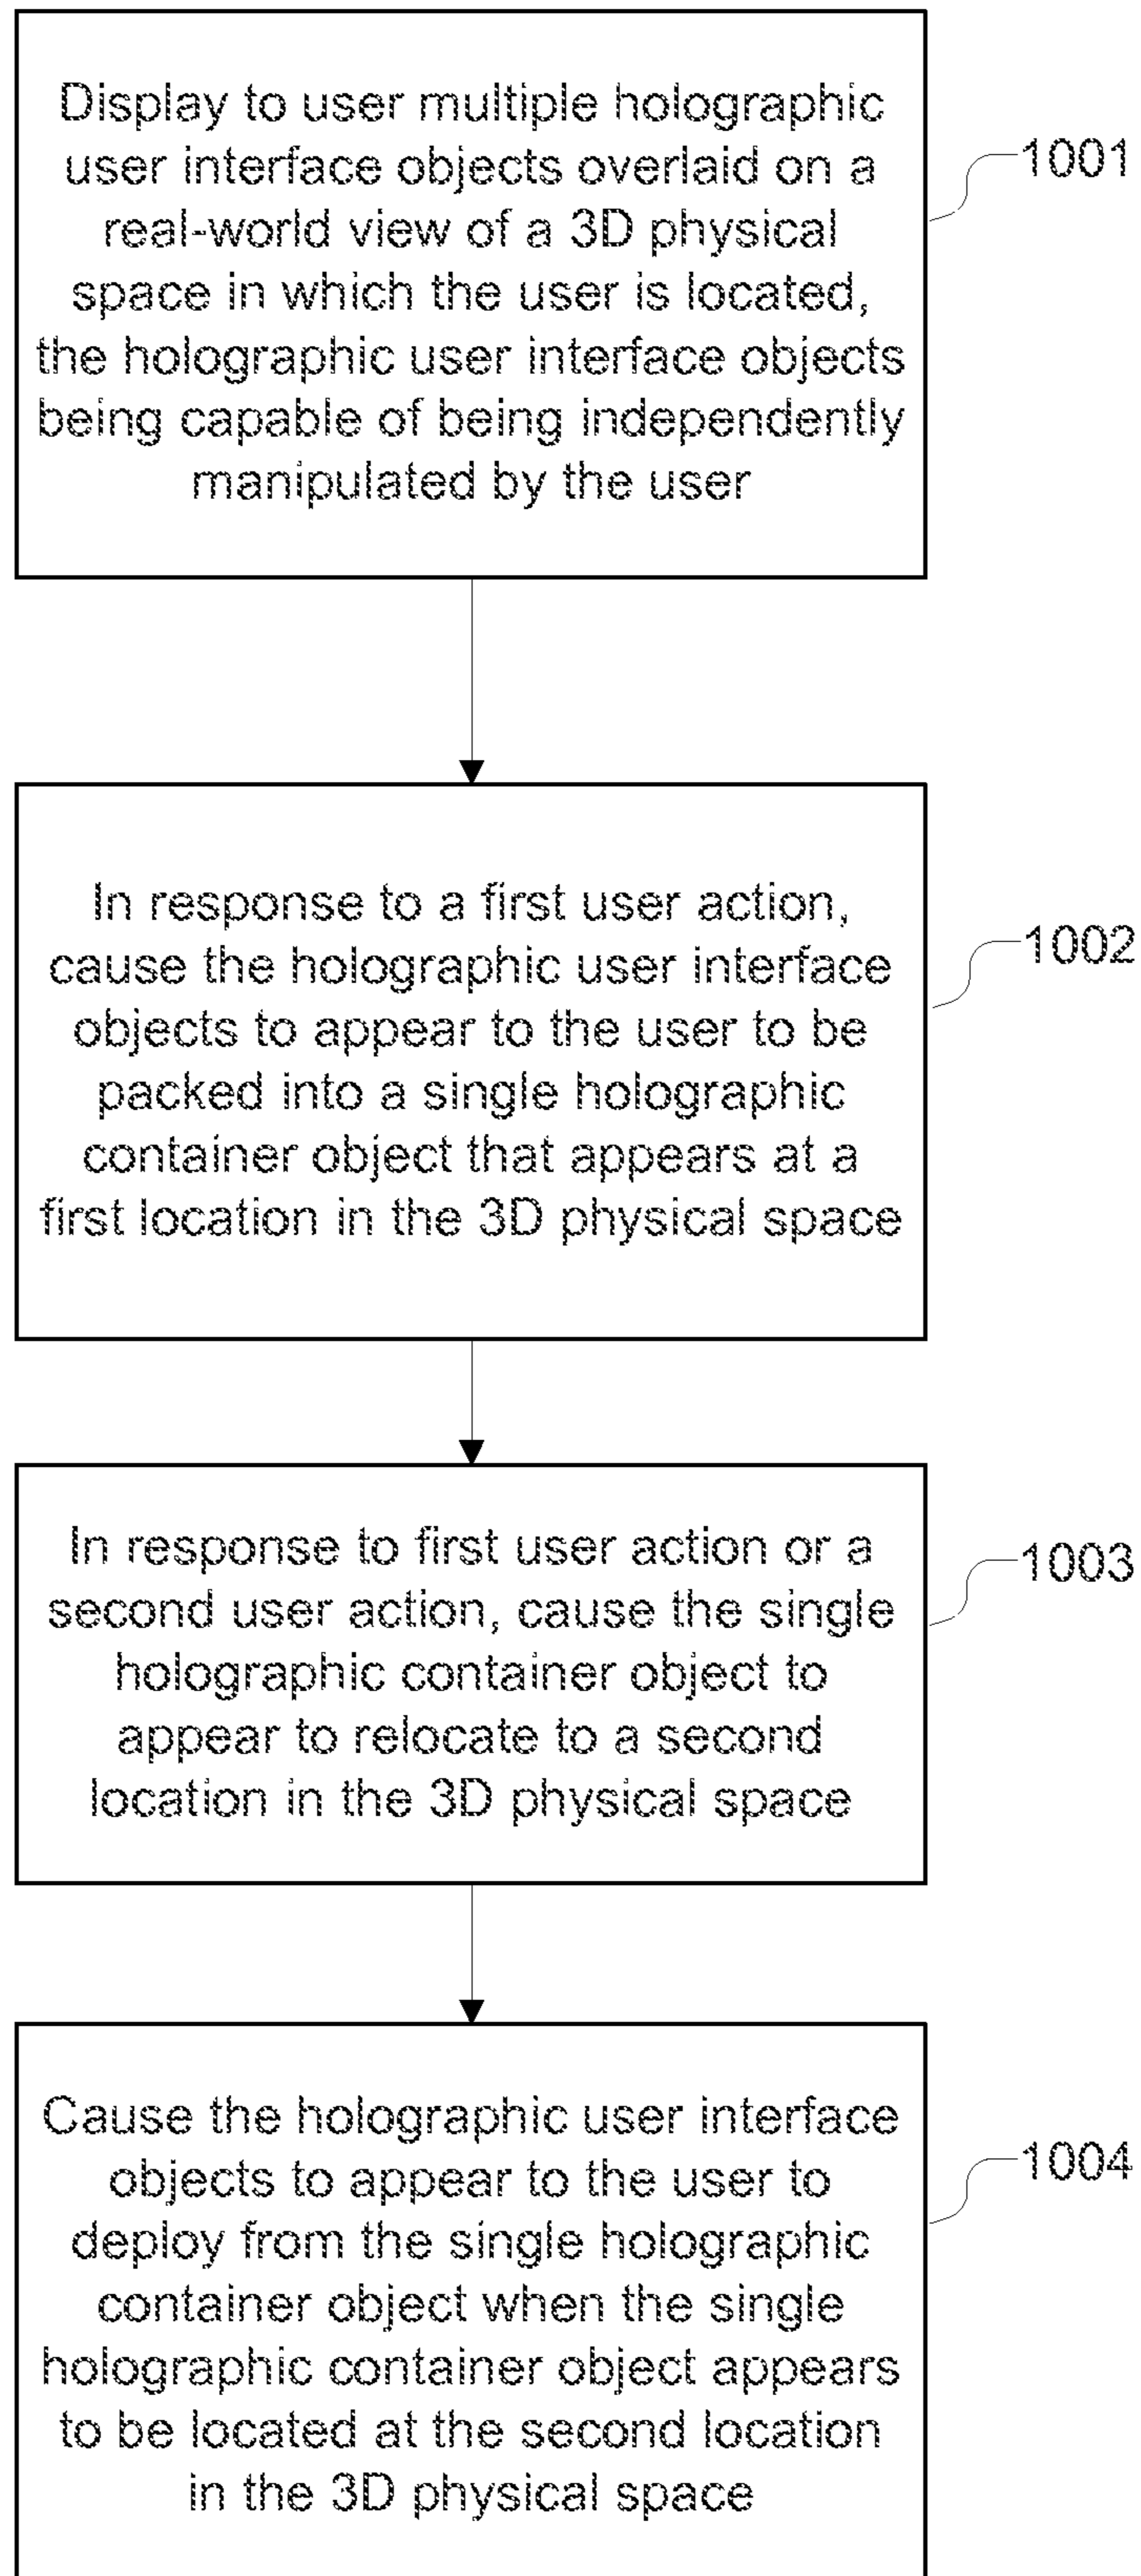 Display to user multiple holographic
user interface objects overlaid on a
real-world view of a 3D physical
space in which the user is located,
the holographic user interface objects
being capable of being independently
manipulated by the user
1001
In response to a first user action,
cause the holographic user interface
objects to appear to the user to be
packed into a single holographic
container object that appears at a
first location in the 3D physical space
1002
In response to first user action or a
second user action, cause the single
holographic container object to
appear to relocate to a second
location in the 3D physical space
1003
Cause the holographic user interface
objects to appear to the user to
deploy from the single holographic
container object when the single
holographic container object appears
to be located at the second location
in the 3D physical space
1004